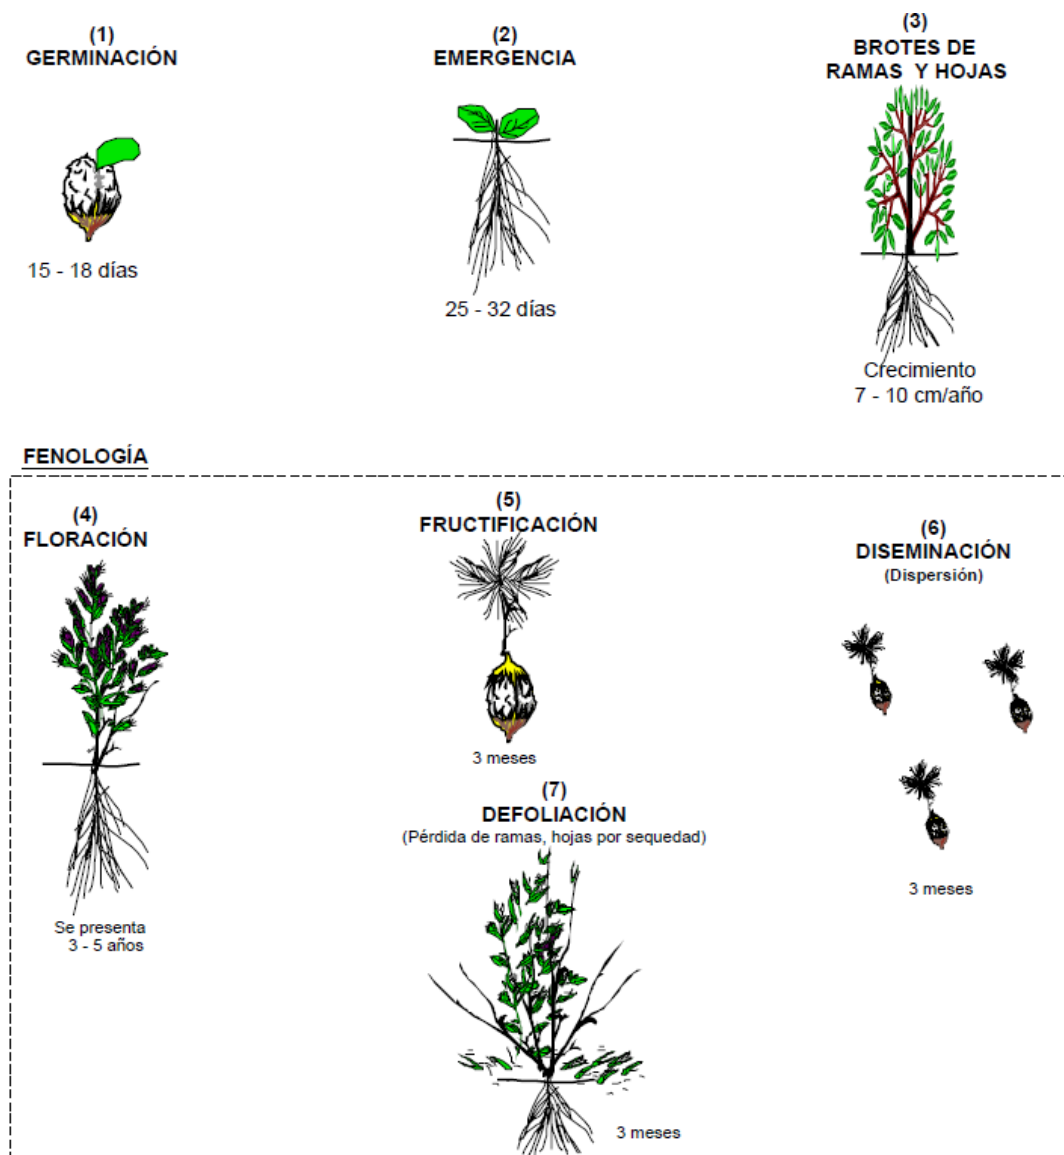 (1)
GERMINACIÓN
15 - 18 días
(2)
EMERGENCIA
25 - 32 días
(3)
BROTES DE
RAMAS Y HOJAS
Crecimiento
7 - 10 cm/año
FENOLOGÍA
(4)
FLORACIÓN
Se presenta
3 - 5 años
(5)
FRUCTIFICACIÓN
3 meses
(6)
DISEMINACIÓN
(Dispersión)
3 meses
(7)
DEFOLIACIÓN
(Pérdida de ramas, hojas por sequedad)
3 meses